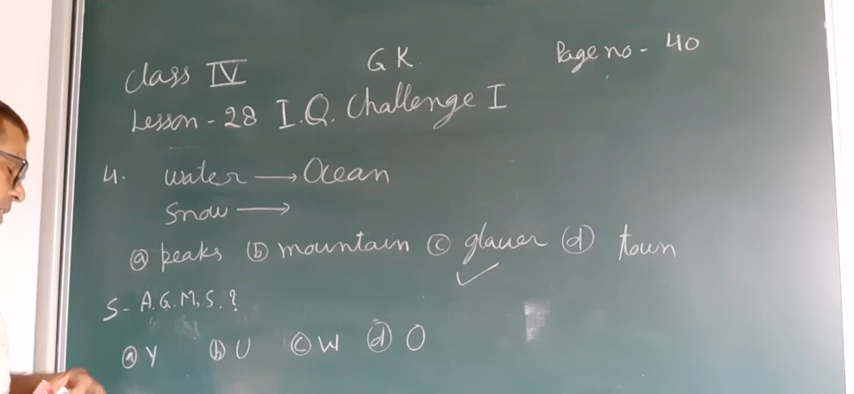 Class IV G K. Page no - 40
Lesson - 28 I.Q. Challenge I
4. water → Ocean
Snow →
(a) peaks (b) mountain (c) glacier (d) town
5 - A, G, M, S, ?
(a) Y (b) U (c) W (d) O